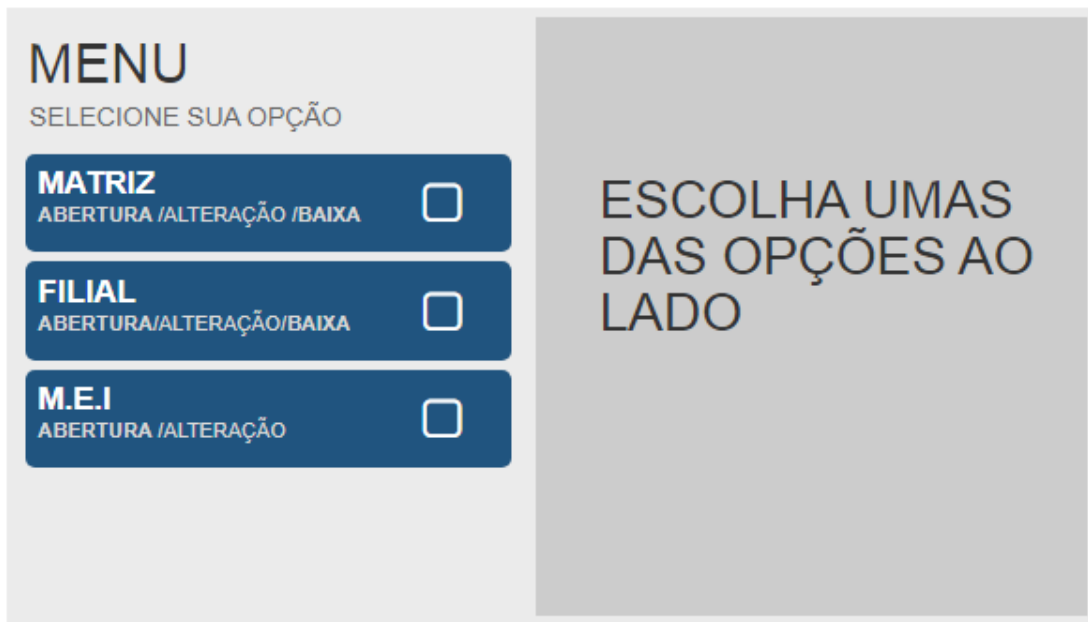 MENU
SELECIONE SUA OPÇÃO
MATRIZ
ABERTURA /ALTERAÇÃO /BAIXA
FILIAL
ABERTURA/ALTERAÇÃO/BAIXA
M.E.I
ABERTURA /ALTERAÇÃO
ESCOLHA UMAS
DAS OPÇÕES AO
LADO